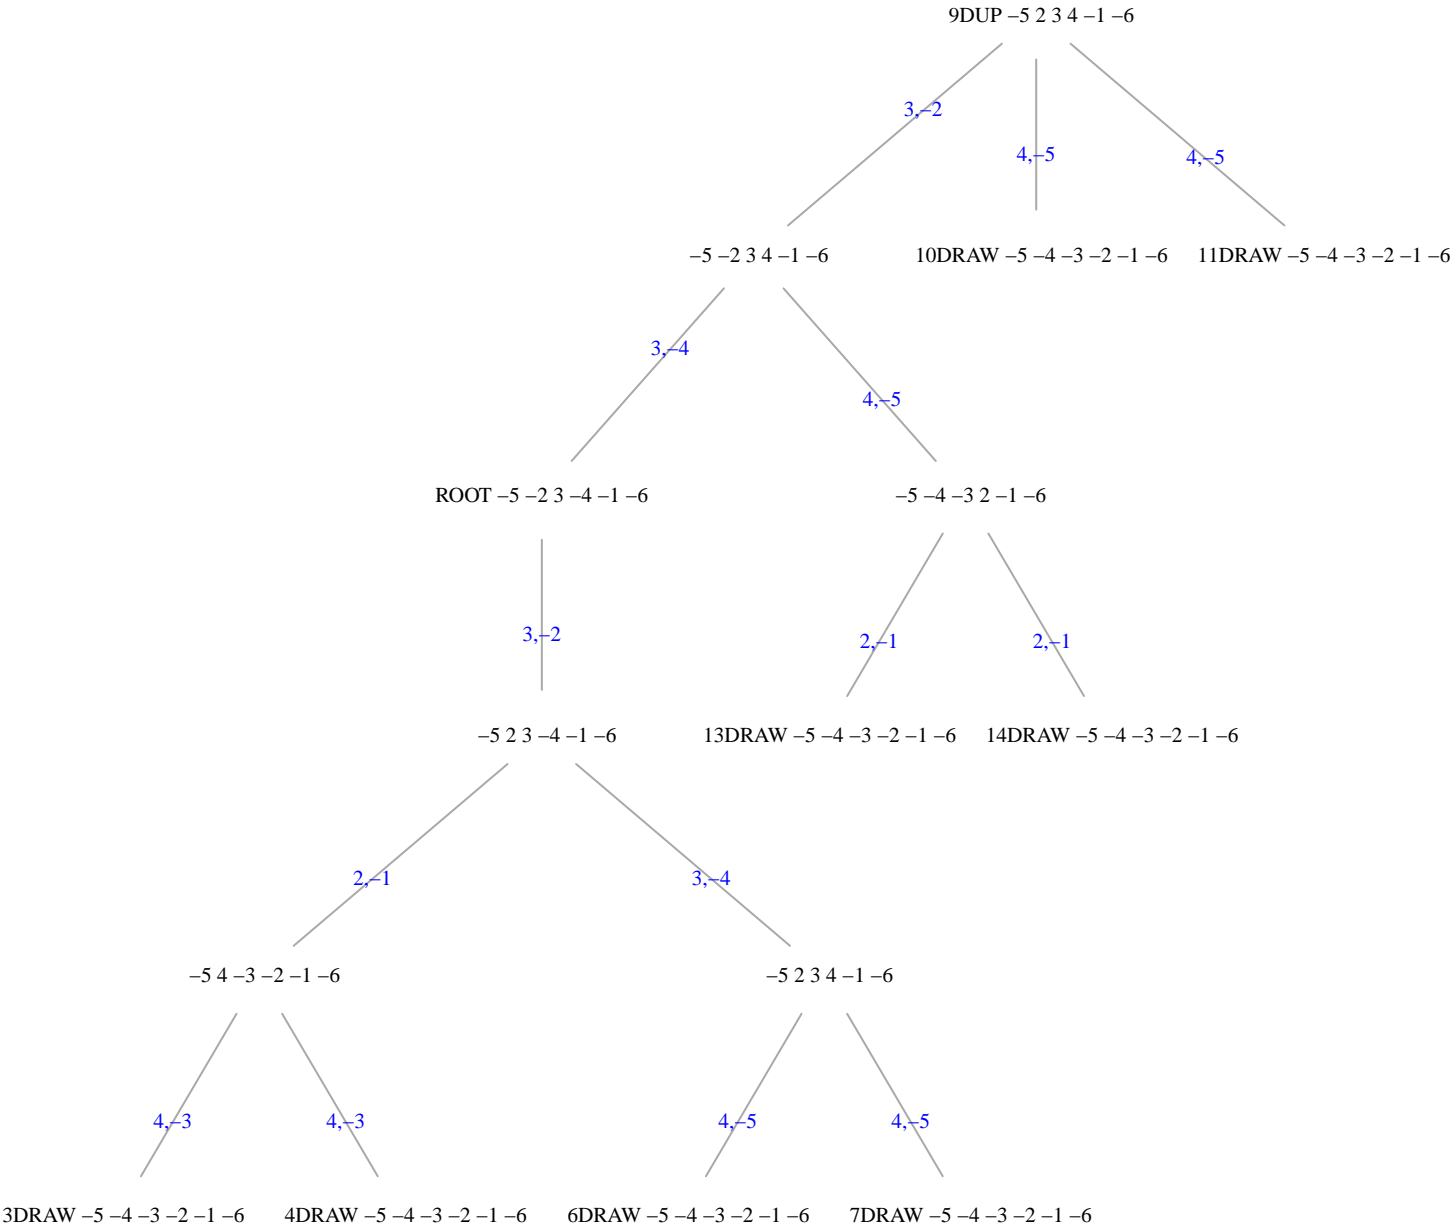 9DUP –5 2 3 4 –1 –6
3,–2
4,–5
4,–5
–5 –2 3 4 –1 –6
10DRAW –5 –4 –3 –2 –1 –6
11DRAW –5 –4 –3 –2 –1 –6
3,–4
4,–5
ROOT –5 –2 3 –4 –1 –6
–5 –4 –3 2 –1 –6
3,–2
2,–1
2,–1
–5 2 3 –4 –1 –6
13DRAW –5 –4 –3 –2 –1 –6
14DRAW –5 –4 –3 –2 –1 –6
2,–1
3,–4
–5 4 –3 –2 –1 –6
–5 2 3 4 –1 –6
4,–3
4,–3
4,–5
4,–5
3DRAW –5 –4 –3 –2 –1 –6
4DRAW –5 –4 –3 –2 –1 –6
6DRAW –5 –4 –3 –2 –1 –6
7DRAW –5 –4 –3 –2 –1 –6